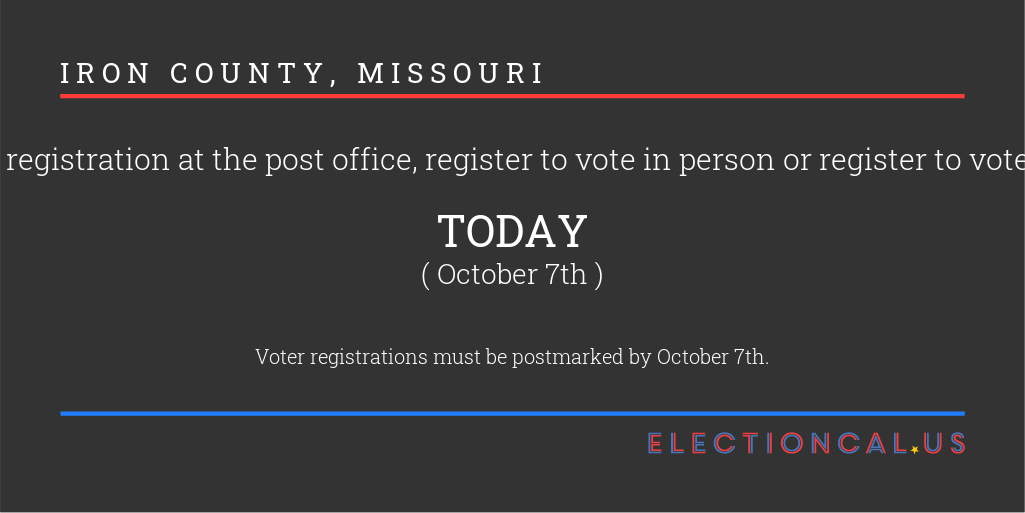 IRON COUNTY, MISSOURI
registration at the post office, register to vote in person or register to vote
TODAY
( October 7th )
Voter registrations must be postmarked by October 7th.
ELECTIONCAL.US